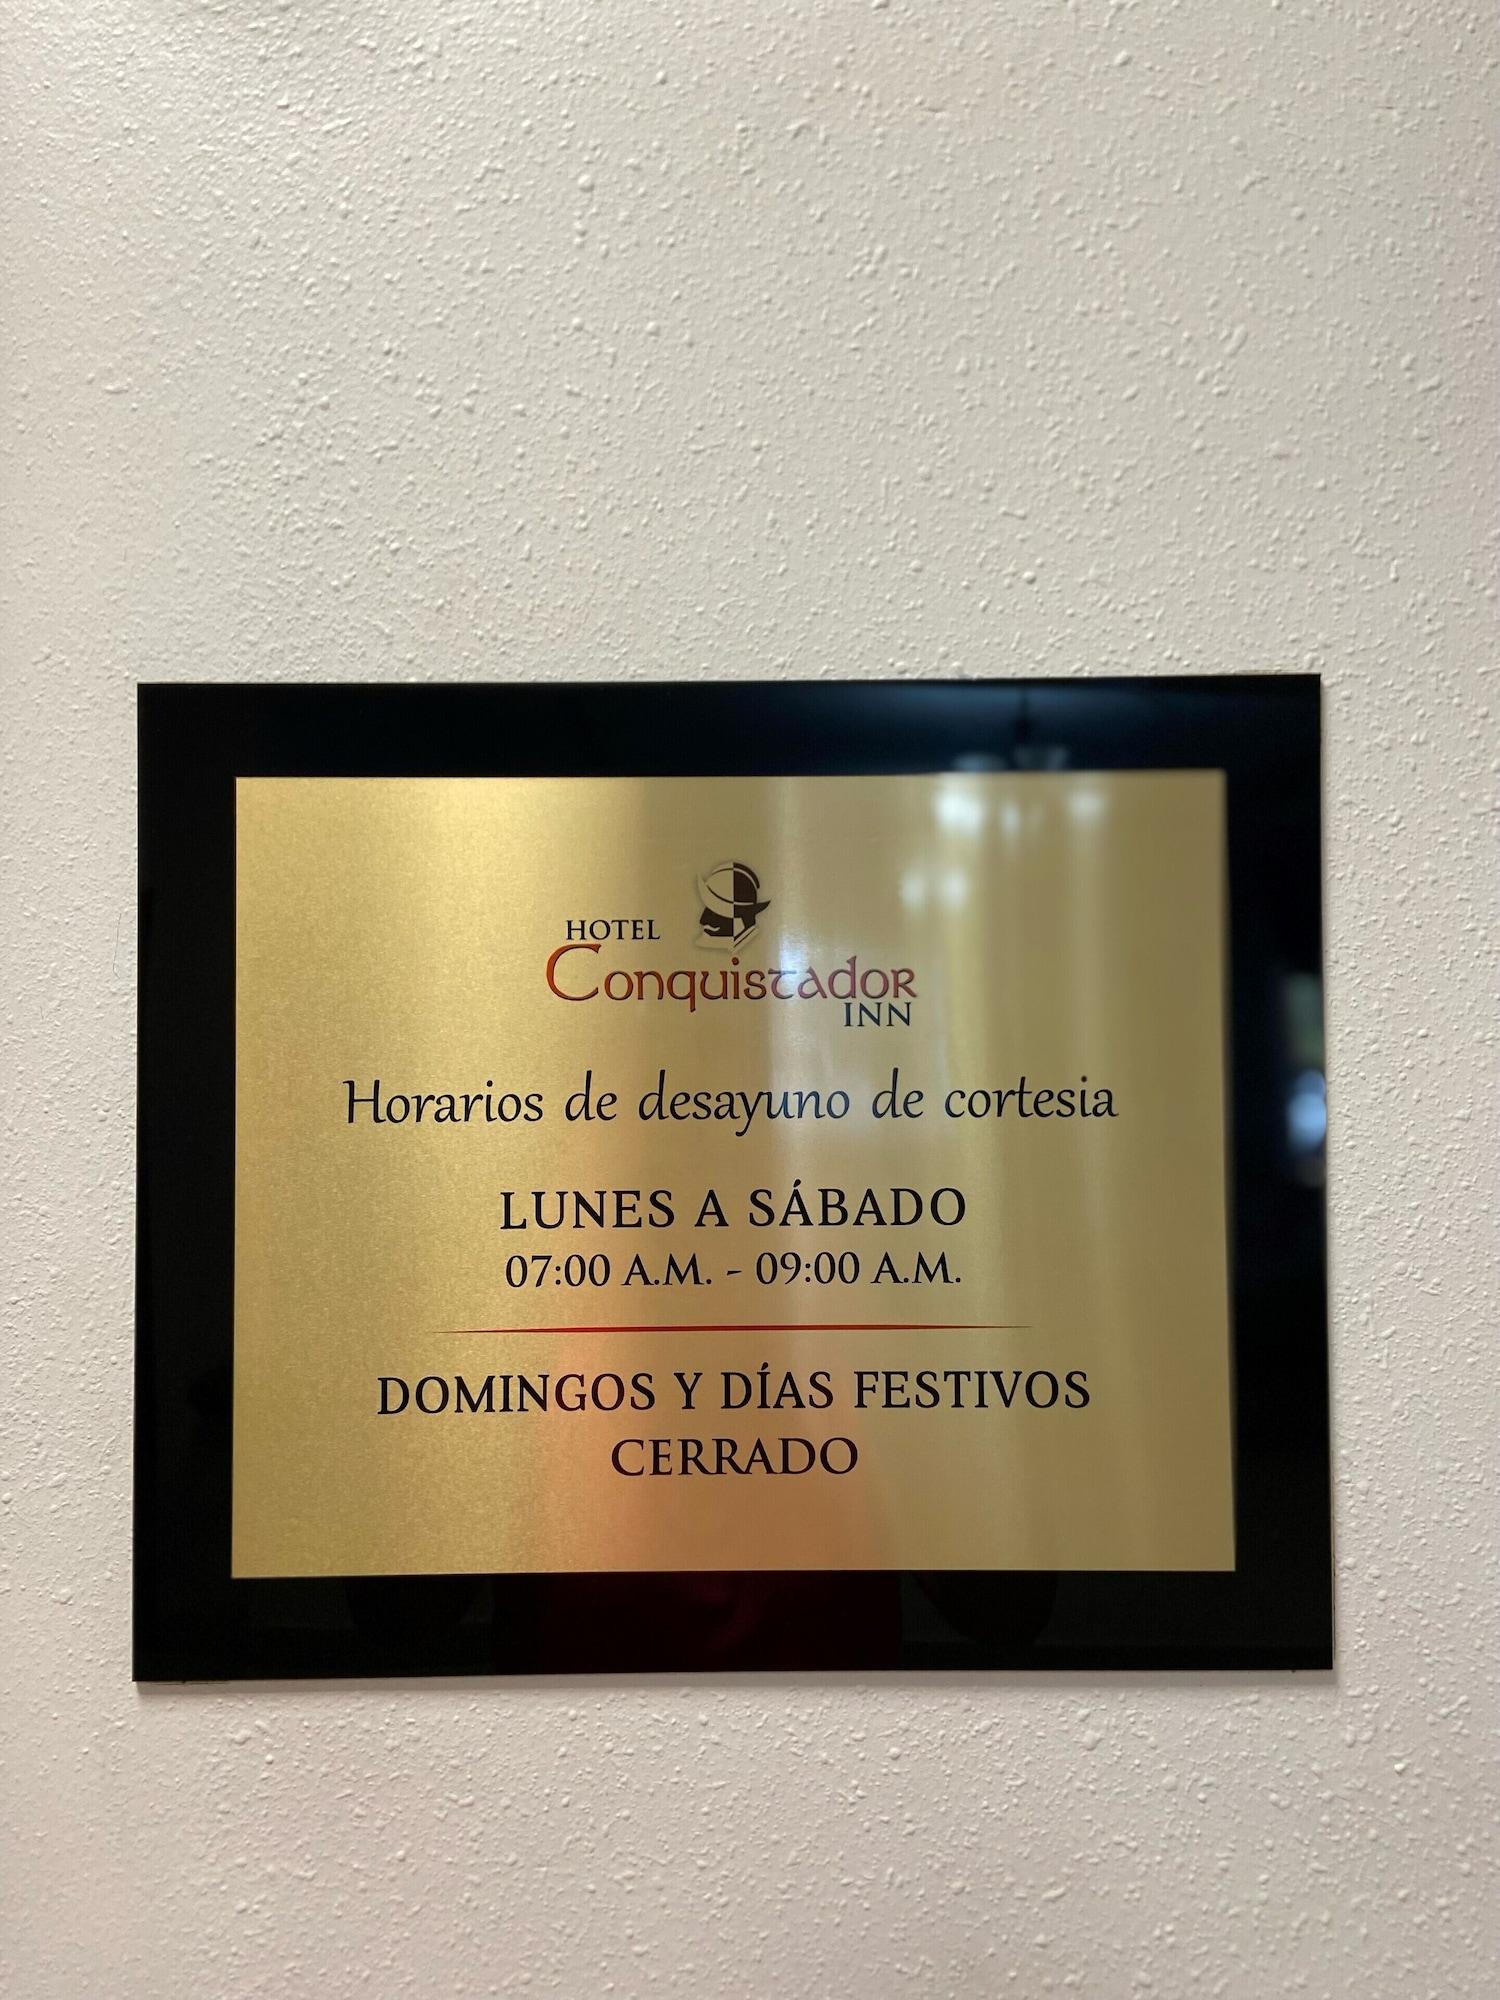 HOTEL
Conquistador
INN
Horarios de desayuno de cortesia
LUNES A SÁBADO
07:00 A.M. - 09:00 A.M.
DOMINGOS Y DÍAS FESTIVOS
CERRADO